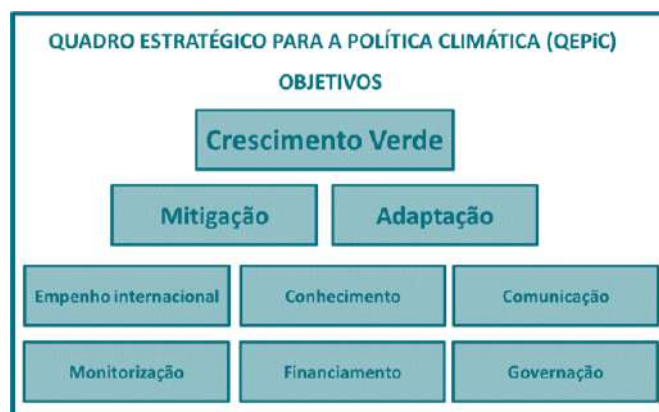 QUADRO ESTRATÉGICO PARA A POLÍTICA CLIMÁTICA (QEPiC)
OBJETIVOS
Crescimento Verde
Mitigação
Adaptação
Empenho internacional
Conhecimento
Comunicação
Monitorização
Financiamento
Governação